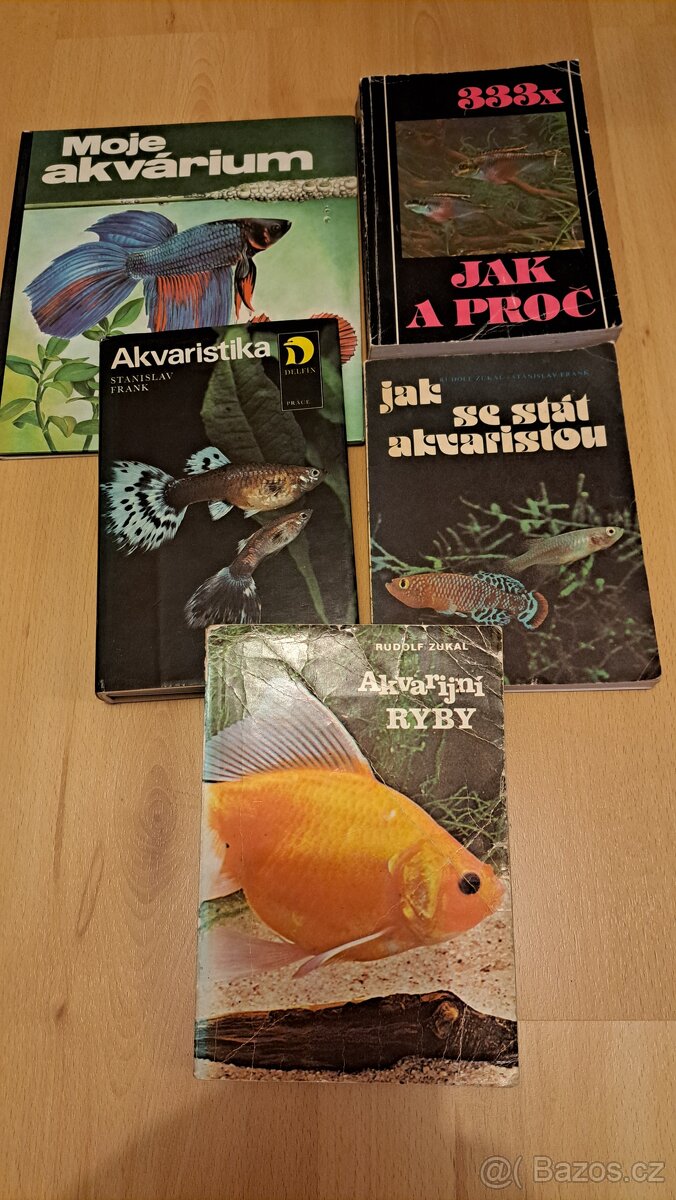 Moje
akvárium
333x
JAK
A PROČ
Akvaristika
STANISLAV
FRANK
DELFÍN
PRÁCE
RUDOLF ZUKAL - STANISLAV FRANK
jak
se stát
akvaristou
RUDOLF ZUKAL
Akvarijní
RYBY
@ Bazos.cz